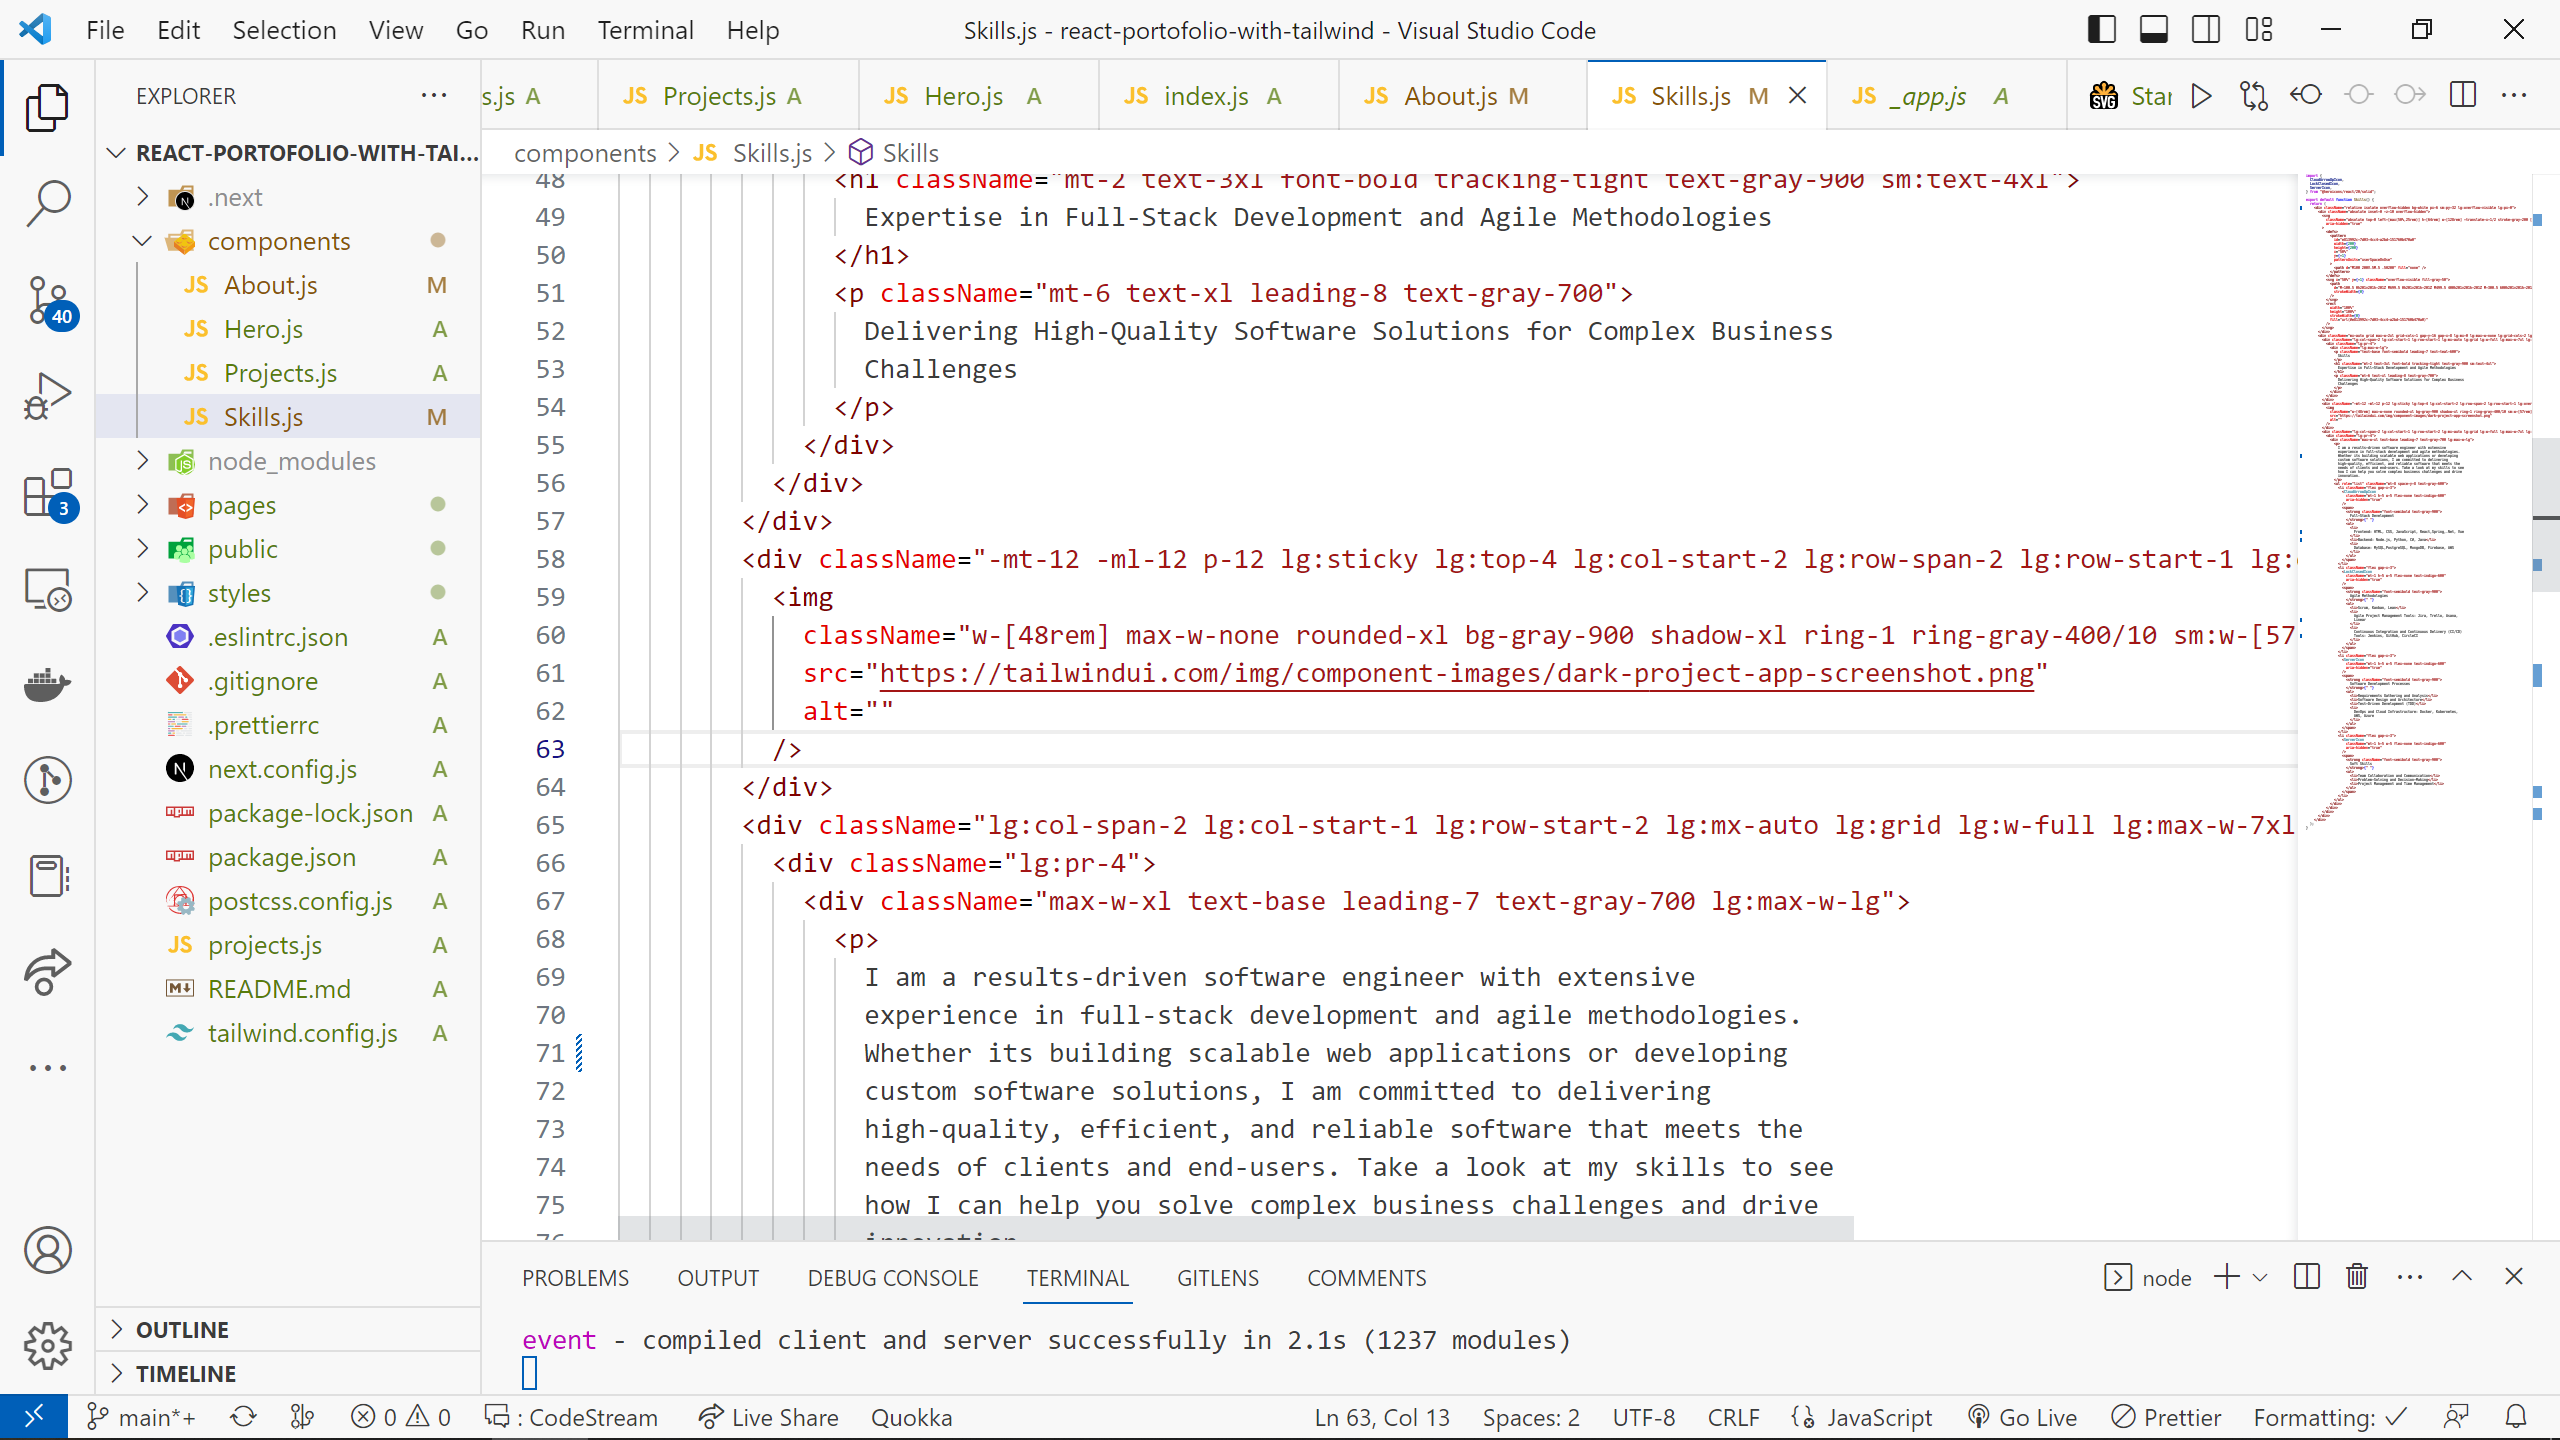 File Edit Selection View Go Run Terminal Help
Skills.js - react-portofolio-with-tailwind - Visual Studio Code
EXPLORER
s.js A
JS Projects.js A
JS Hero.js A
JS index.js A
JS About.js M
JS Skills.js M
JS _app.js A
SVG Star
REACT-PORTOFOLIO-WITH-TAI...
components > JS Skills.js > Skills
.next
components
JS About.js M
JS Hero.js A
JS Projects.js A
JS Skills.js M
node_modules
pages
public
styles
.eslintrc.json A
.gitignore A
.prettierrc A
next.config.js A
package-lock.json A
package.json A
postcss.config.js A
JS projects.js A
README.md A
tailwind.config.js A
40
3
OUTLINE
TIMELINE
48 <h1 className="mt-2 text-3xl font-bold tracking-tight text-gray-900 sm:text-4xl">
49 Expertise in Full-Stack Development and Agile Methodologies
50 </h1>
51 <p className="mt-6 text-xl leading-8 text-gray-700">
52 Delivering High-Quality Software Solutions for Complex Business
53 Challenges
54 </p>
55 </div>
56 </div>
57 </div>
58 <div className="-mt-12 -ml-12 p-12 lg:sticky lg:top-4 lg:col-start-2 lg:row-span-2 lg:row-start-1 lg:
59 <img
60 className="w-[48rem] max-w-none rounded-xl bg-gray-900 shadow-xl ring-1 ring-gray-400/10 sm:w-[57
61 src="https://tailwindui.com/img/component-images/dark-project-app-screenshot.png"
62 alt=""
63 />
64 </div>
65 <div className="lg:col-span-2 lg:col-start-1 lg:row-start-2 lg:mx-auto lg:grid lg:w-full lg:max-w-7xl
66 <div className="lg:pr-4">
67 <div className="max-w-xl text-base leading-7 text-gray-700 lg:max-w-lg">
68 <p>
69 I am a results-driven software engineer with extensive
70 experience in full-stack development and agile methodologies.
71 Whether its building scalable web applications or developing
72 custom software solutions, I am committed to delivering
73 high-quality, efficient, and reliable software that meets the
74 needs of clients and end-users. Take a look at my skills to see
75 how I can help you solve complex business challenges and drive
76 innovation
PROBLEMS OUTPUT DEBUG CONSOLE TERMINAL GITLENS COMMENTS
node
event - compiled client and server successfully in 2.1s (1237 modules)
main*+ 0 0 : CodeStream Live Share Quokka
Ln 63, Col 13 Spaces: 2 UTF-8 CRLF JavaScript Go Live Prettier Formatting: ✓